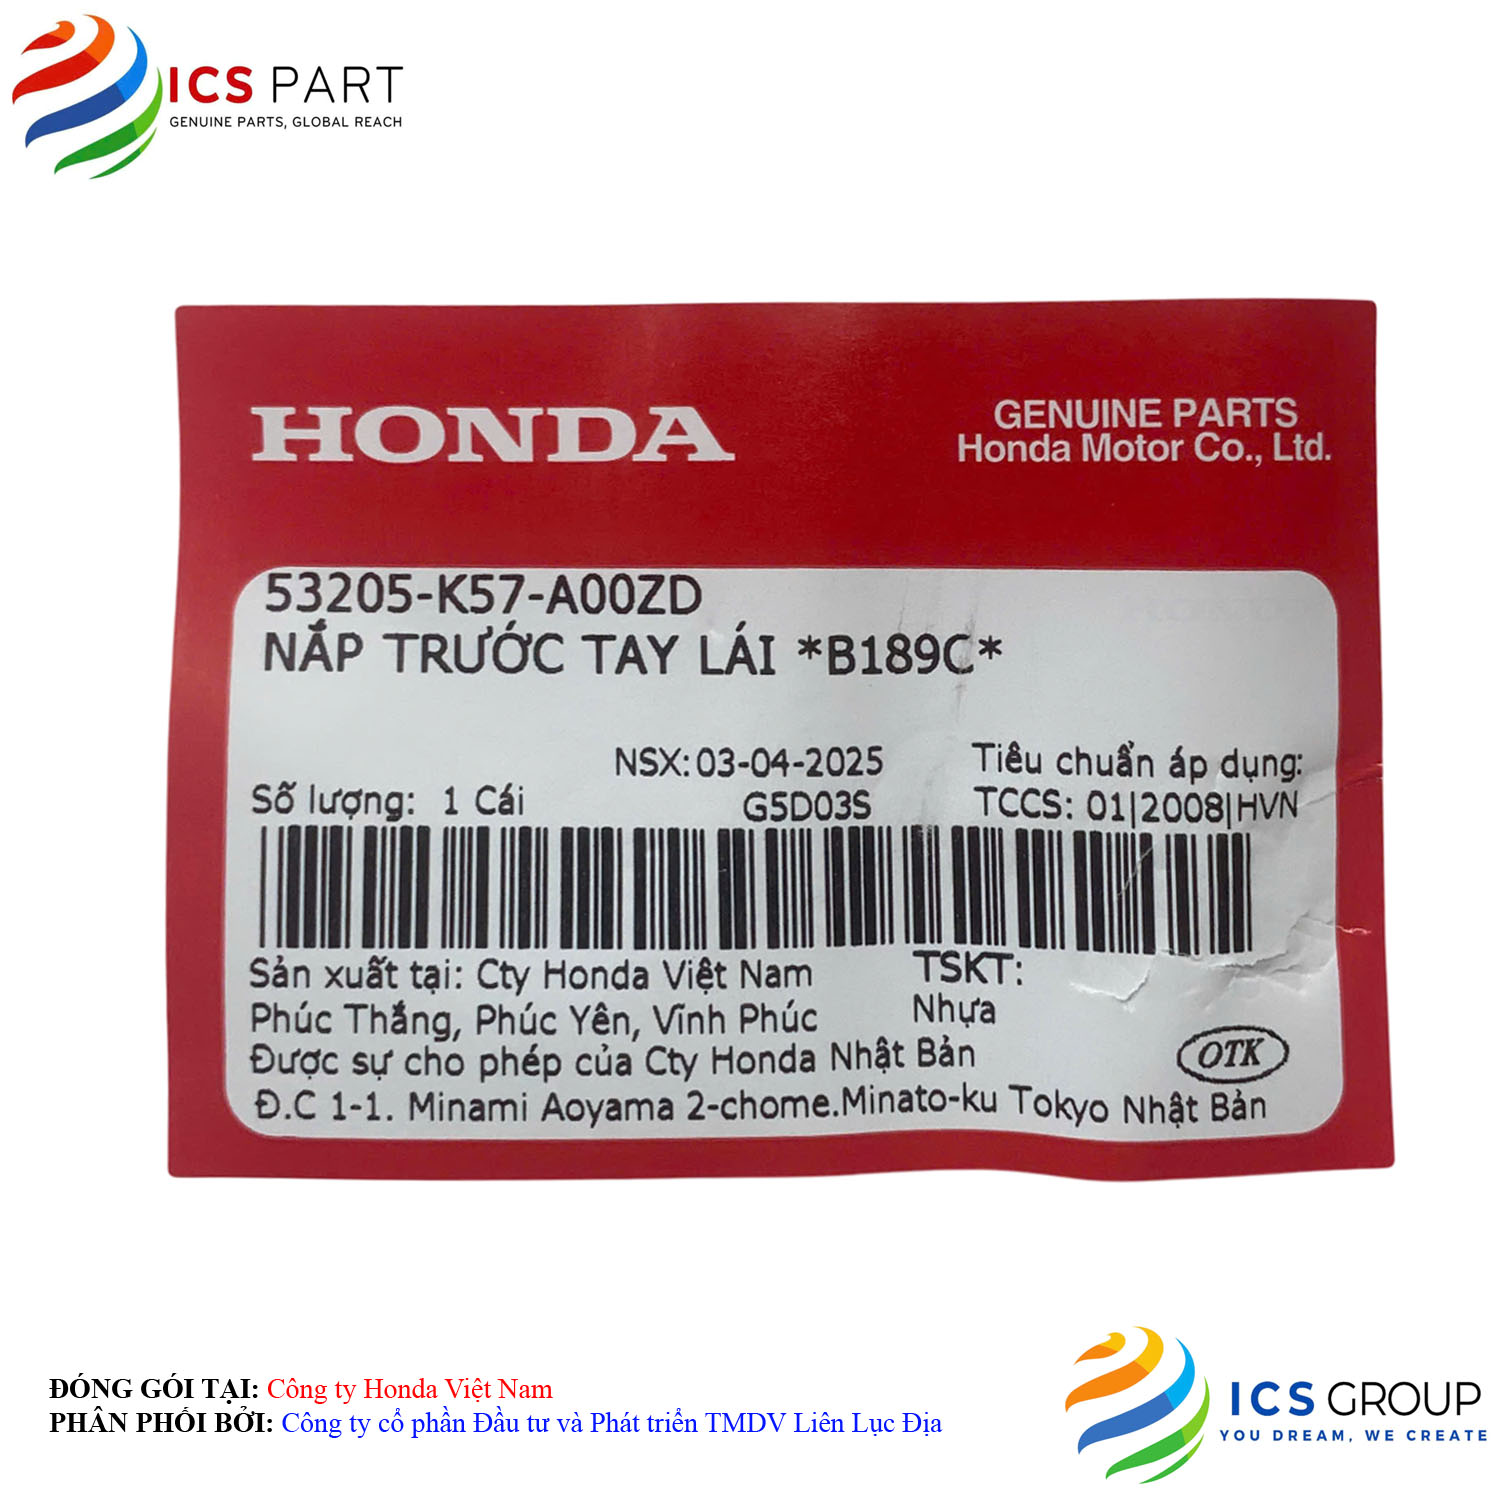 ICS PART
GENUINE PARTS, GLOBAL REACH
HONDA
GENUINE PARTS
Honda Motor Co., Ltd.
53205-K57-A00ZD
NẮP TRƯỚC TAY LÁI *B189C*
NSX: 03-04-2025
Tiêu chuẩn áp dụng:
Số lượng: 1 Cái
G5D03S
TCCS: 01|2008|HVN
Sản xuất tại: Cty Honda Việt Nam
TSKT:
Phúc Thắng, Phúc Yên, Vĩnh Phúc
Nhựa
Được sự cho phép của Cty Honda Nhật Bản
OTK
Đ.C 1-1. Minami Aoyama 2-chome.Minato-ku Tokyo Nhật Bản
ĐÓNG GÓI TẠI: Công ty Honda Việt Nam
PHÂN PHỐI BỞI: Công ty cổ phần Đầu tư và Phát triển TMDV Liên Lục Địa
ICS GROUP
YOU DREAM, WE CREATE